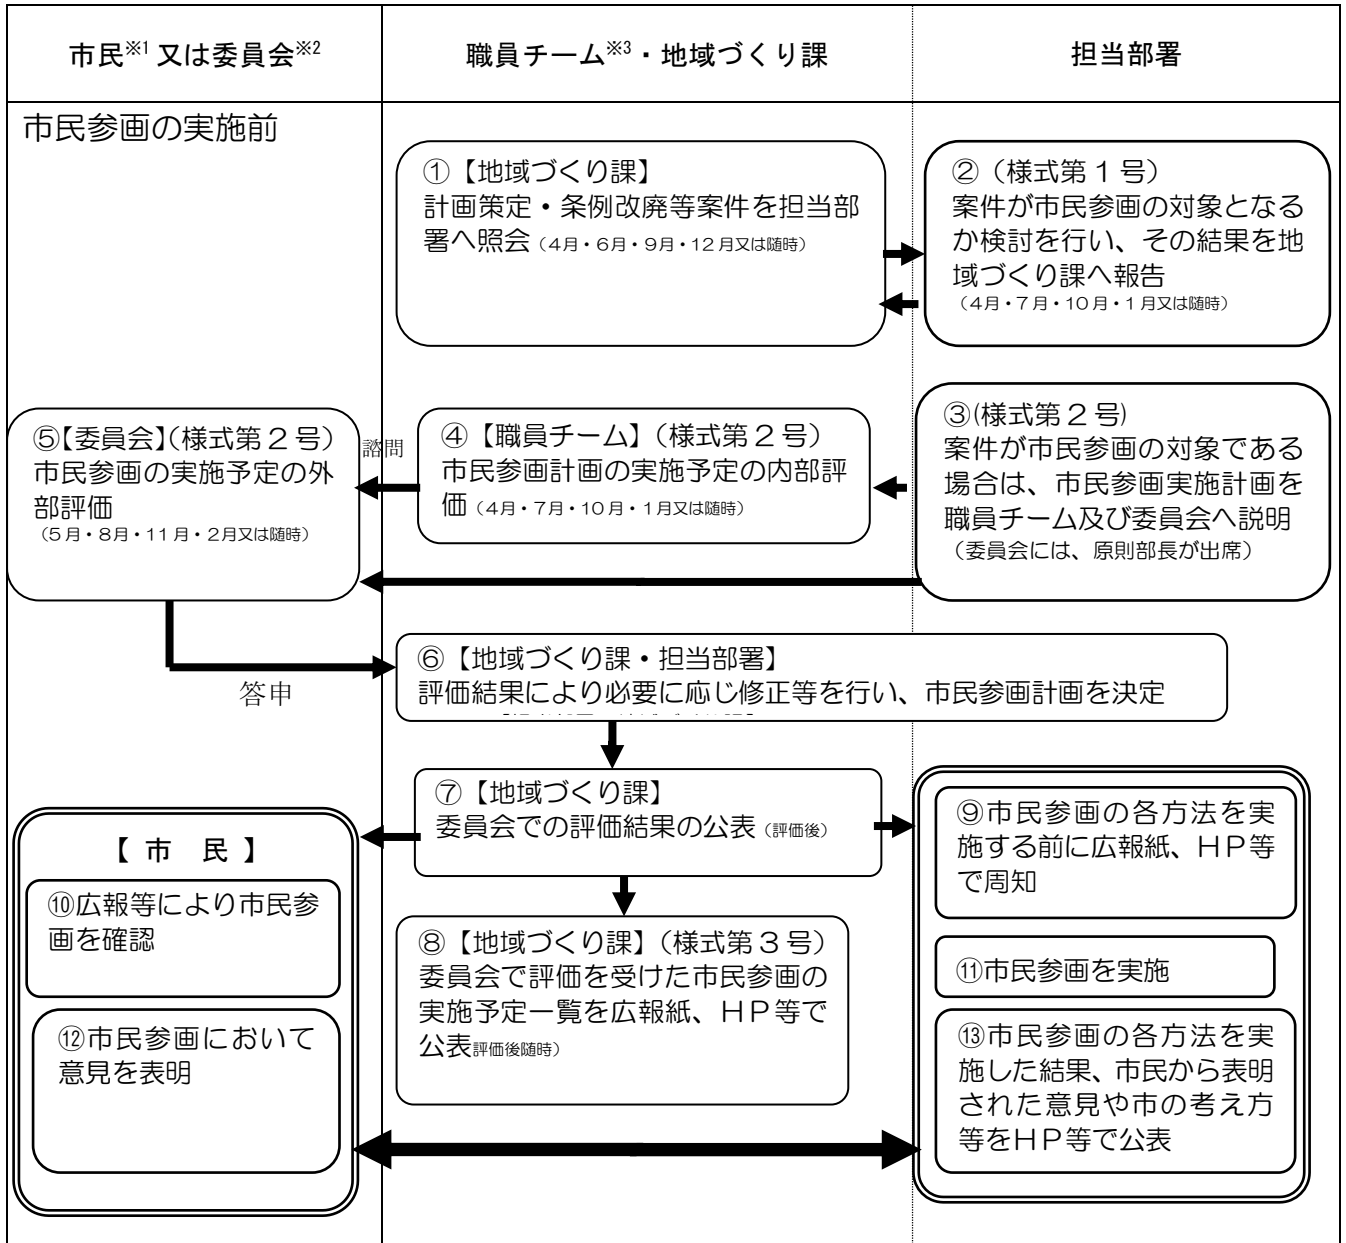 市民※1 又は委員会※2
職員チーム※3・地域づくり課
担当部署
市民参画の実施前
①【地域づくり課】
計画策定・条例改廃等案件を担当部
署へ照会（4月・6月・9月・12月又は随時）
②（様式第１号）
案件が市民参画の対象となる
か検討を行い、その結果を地
域づくり課へ報告
（4月・7月・10月・1月又は随時）
③(様式第２号)
案件が市民参画の対象である
場合は、市民参画実施計画を
職員チーム及び委員会へ説明
（委員会には、原則部長が出席）
④【職員チーム】（様式第２号）
市民参画計画の実施予定の内部評
価（4月・7月・10月・1月又は随時）
諮問
⑤【委員会】（様式第２号）
市民参画の実施予定の外
部評価
（5月・8月・11月・2月又は随時）
答申
⑥【地域づくり課・担当部署】
評価結果により必要に応じ修正等を行い、市民参画計画を決定
⑦【地域づくり課】
委員会での評価結果の公表（評価後）
⑧【地域づくり課】（様式第３号）
委員会で評価を受けた市民参画の
実施予定一覧を広報紙、ＨＰ等で
公表評価後随時）
⑨市民参画の各方法を実
施する前に広報紙、ＨＰ等
で周知
【 市　民 】
⑩広報等により市民参
画を確認
⑪市民参画を実施
⑫市民参画において
意見を表明
⑬市民参画の各方法を実
施した結果、市民から表明
された意見や市の考え方
等をＨＰ等で公表